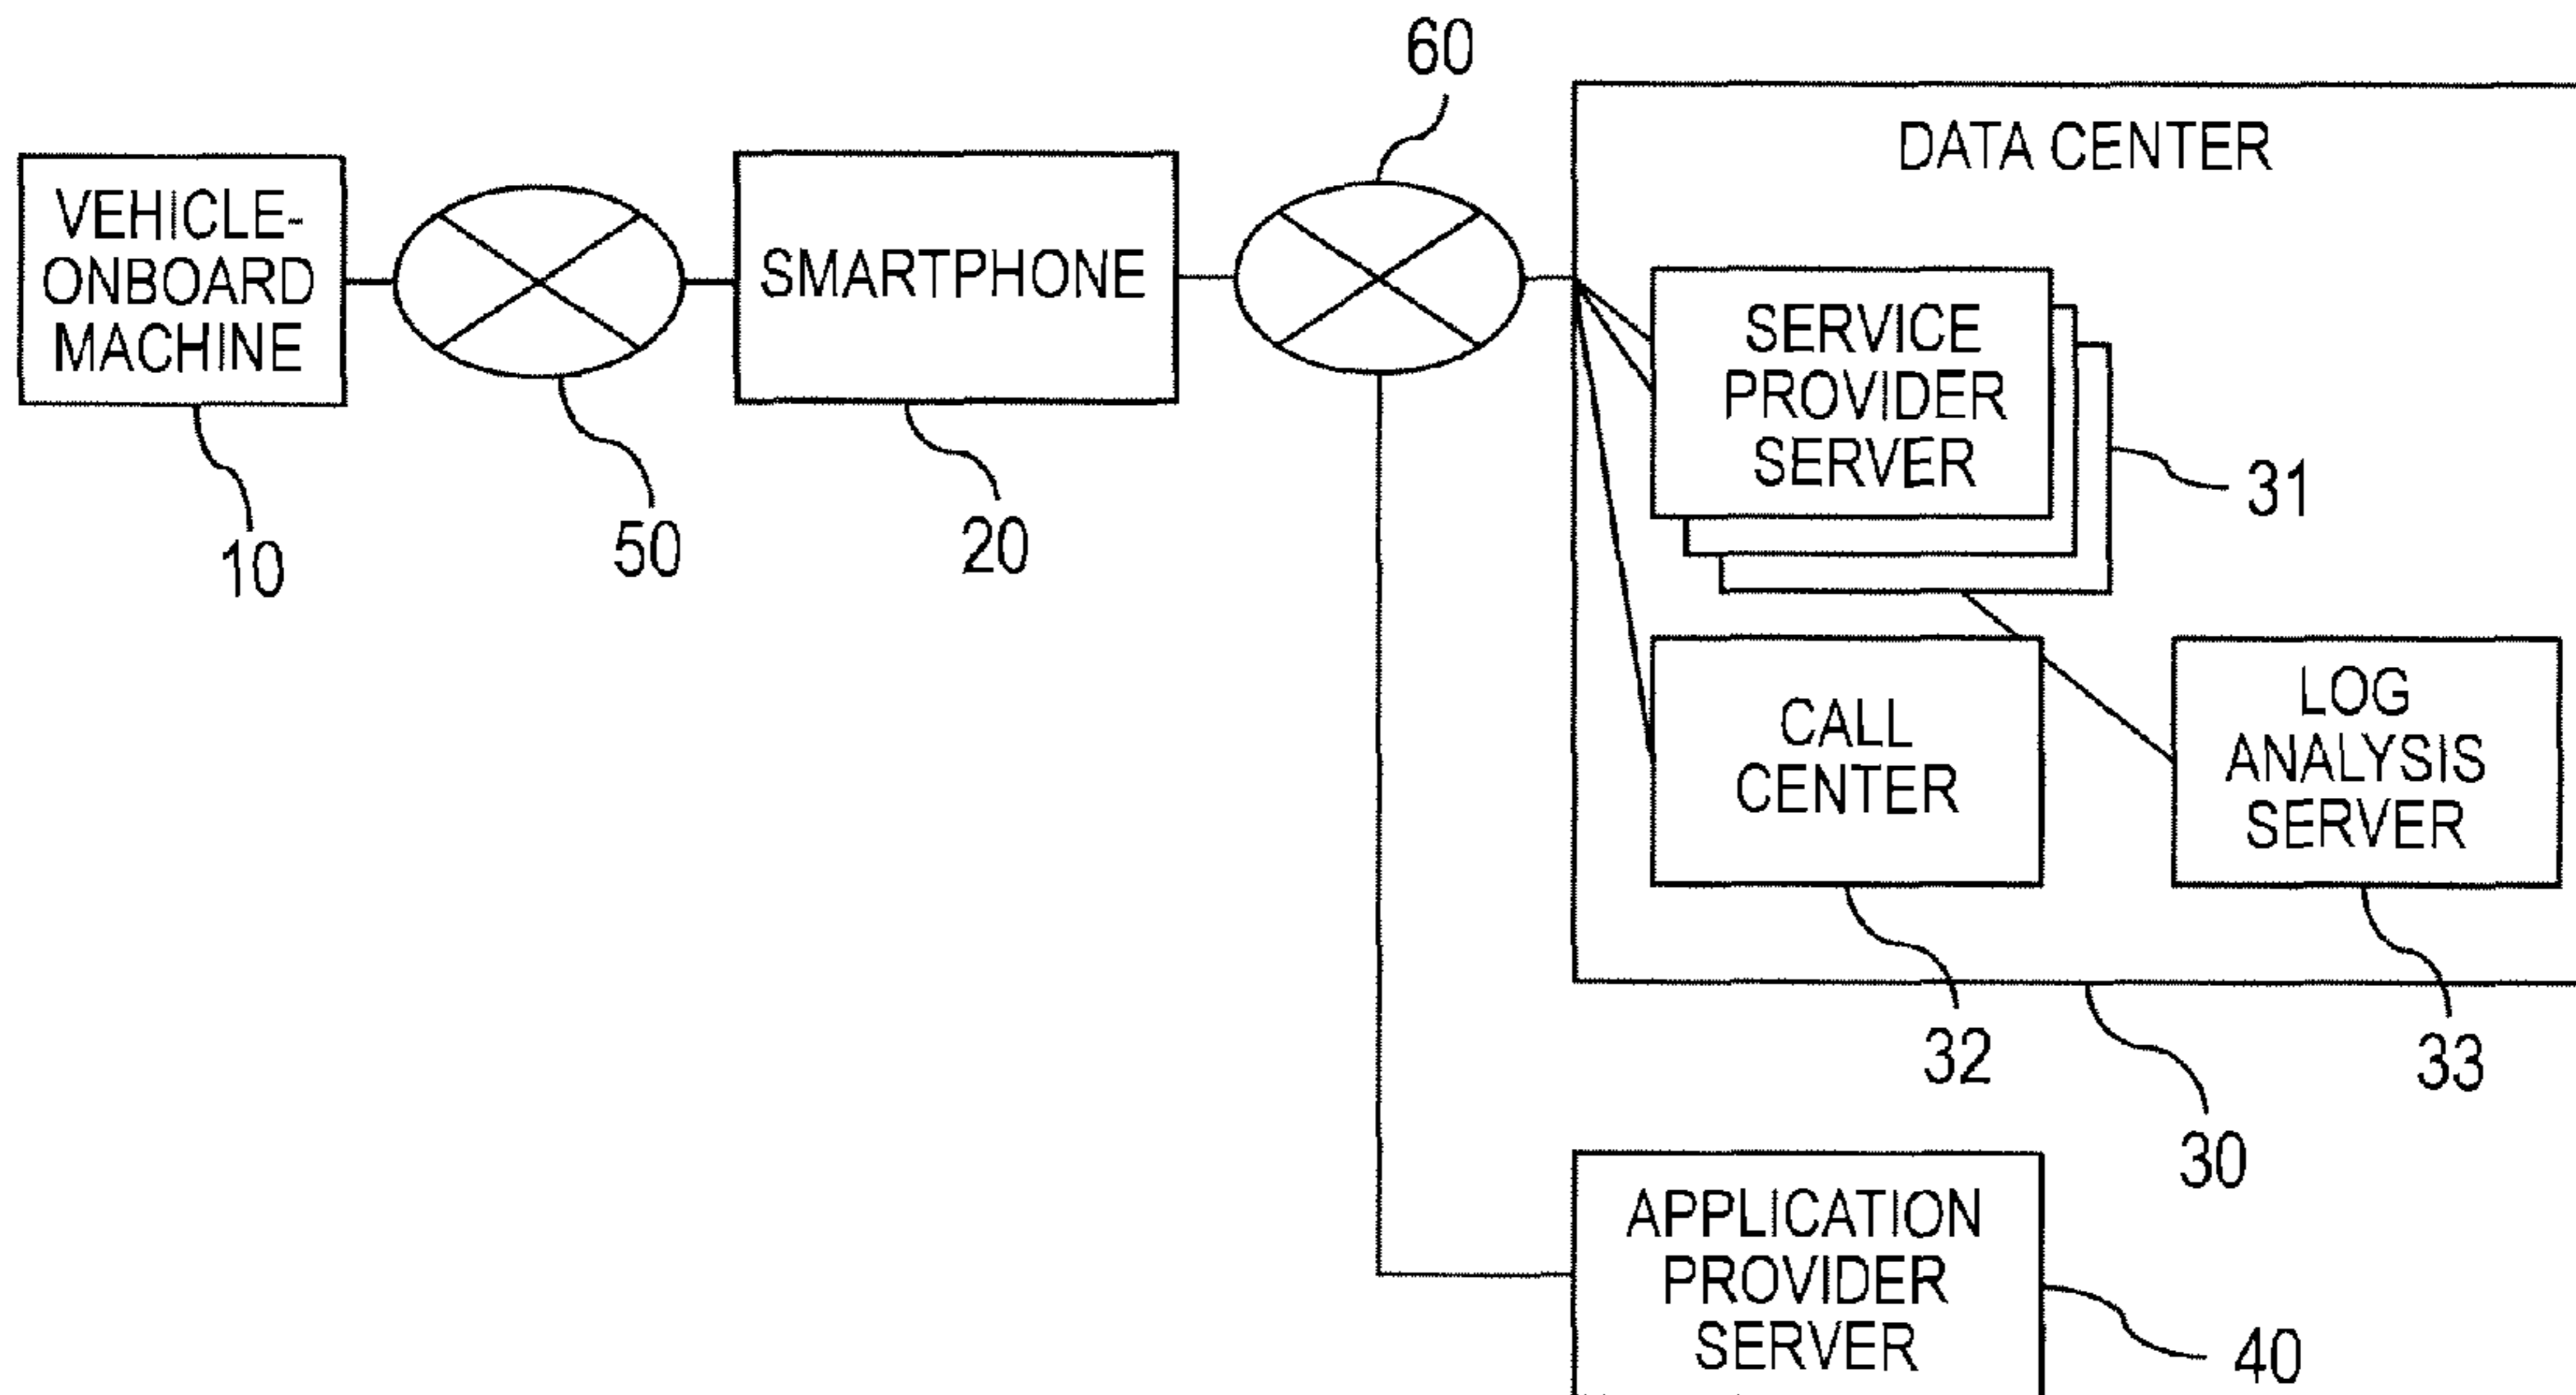 60
DATA CENTER
VEHICLE-
ONBOARD
MACHINE
SMARTPHONE
SERVICE
PROVIDER
SERVER
31
10
50
20
CALL
CENTER
LOG
ANALYSIS
SERVER
32
33
30
APPLICATION
PROVIDER
SERVER
40